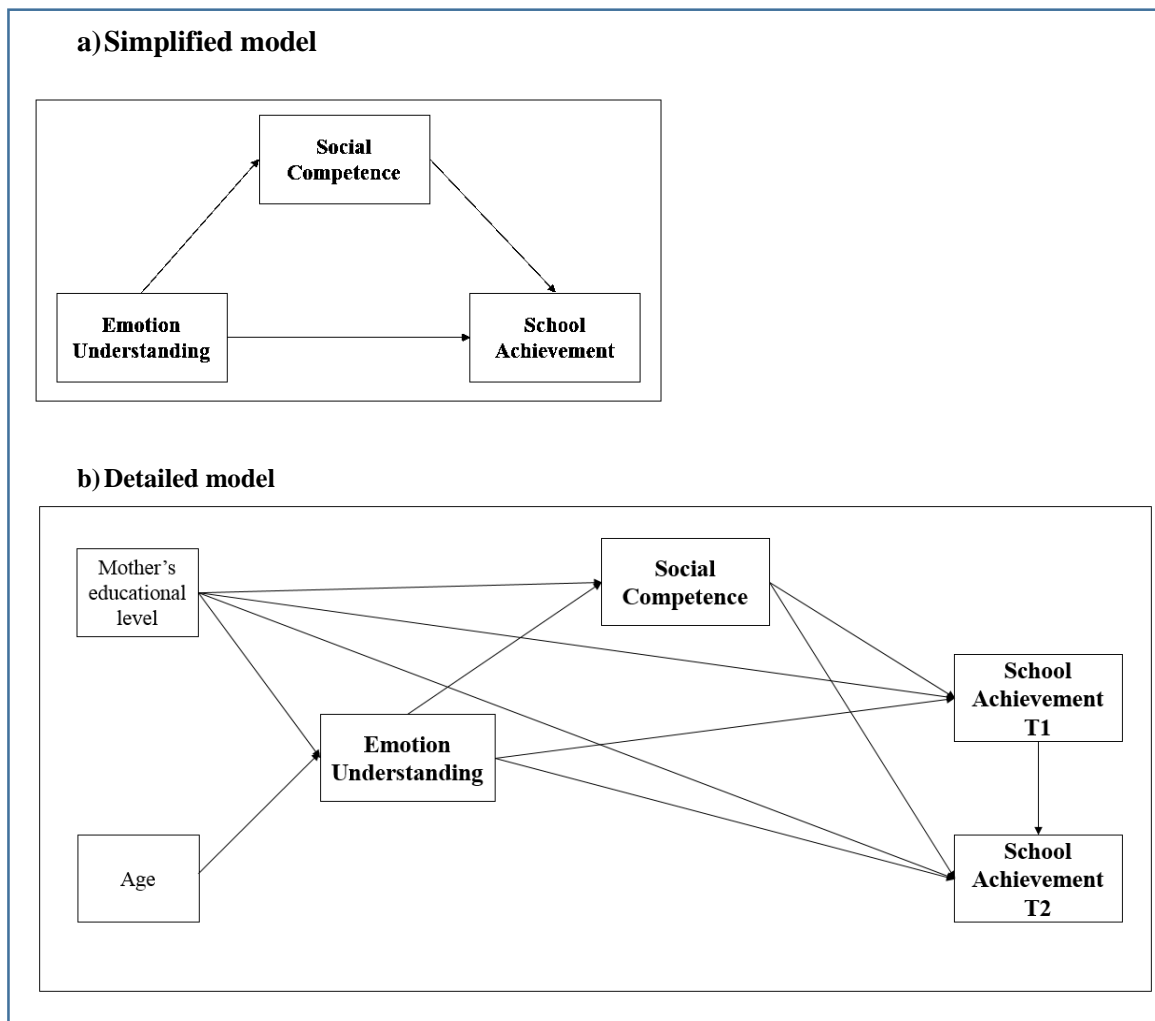 a) Simplified model
Social
Competence
Emotion
Understanding
School
Achievement
b) Detailed model
Mother's
educational
level
Social
Competence
School
Achievement
T1
Emotion
Understanding
Age
School
Achievement
T2